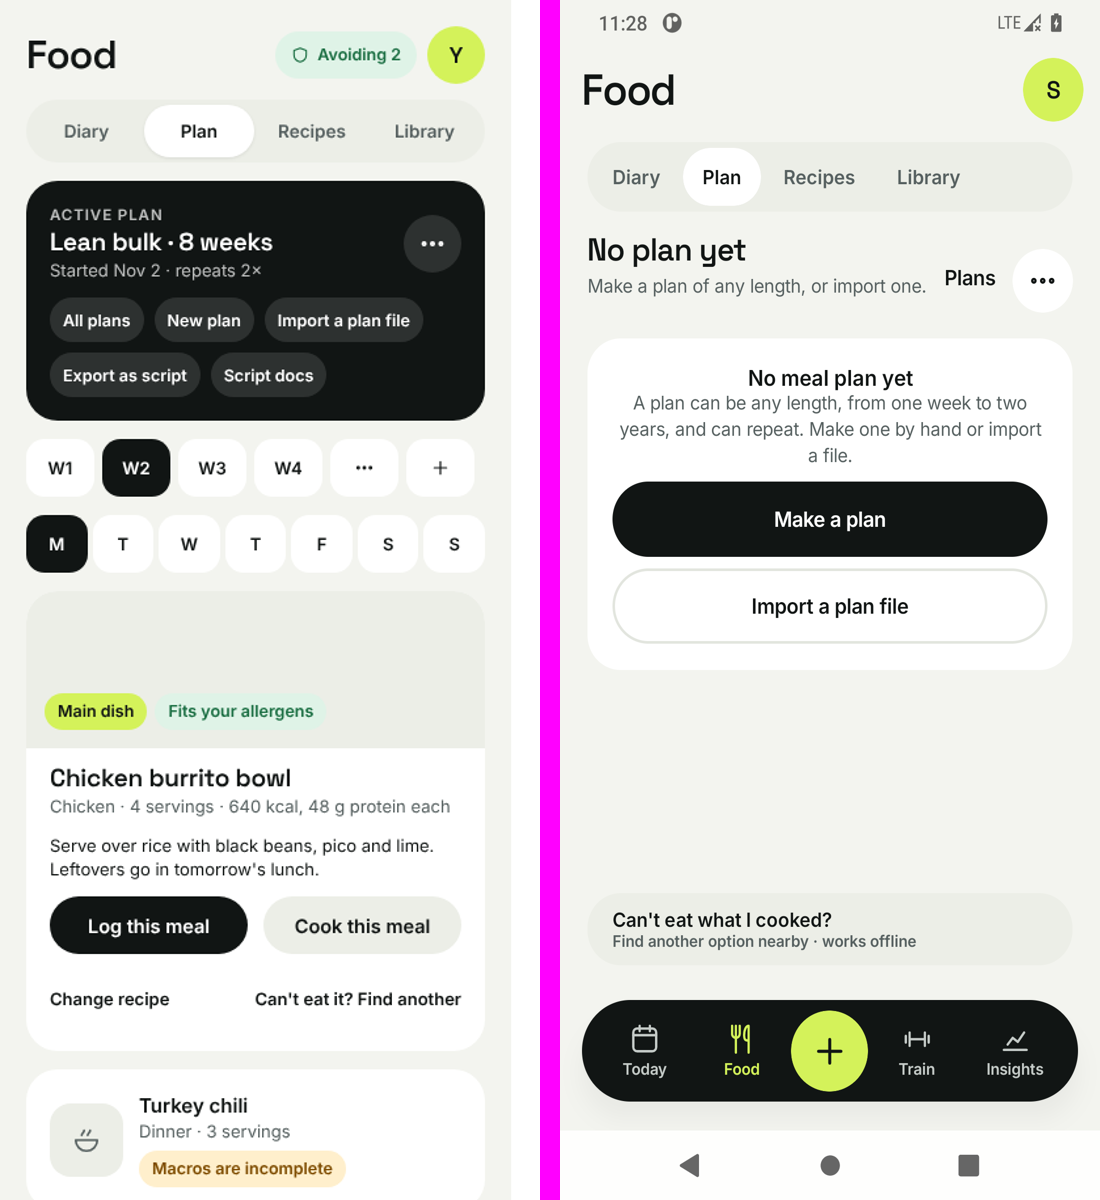 Food
Avoiding 2
Y
Diary
Plan
Recipes
Library
ACTIVE PLAN
Lean bulk · 8 weeks
Started Nov 2 · repeats 2×
All plans
New plan
Import a plan file
Export as script
Script docs
W1
W2
W3
W4
M
T
W
T
F
S
S
Main dish
Fits your allergens
Chicken burrito bowl
Chicken · 4 servings · 640 kcal, 48 g protein each
Serve over rice with black beans, pico and lime.
Leftovers go in tomorrow's lunch.
Log this meal
Cook this meal
Change recipe
Can't eat it? Find another
Turkey chili
Dinner · 3 servings
Macros are incomplete
11:28
LTE
Food
S
Diary
Plan
Recipes
Library
No plan yet
Make a plan of any length, or import one.
Plans
No meal plan yet
A plan can be any length, from one week to two
years, and can repeat. Make one by hand or import
a file.
Make a plan
Import a plan file
Can't eat what I cooked?
Find another option nearby · works offline
Today
Food
Train
Insights